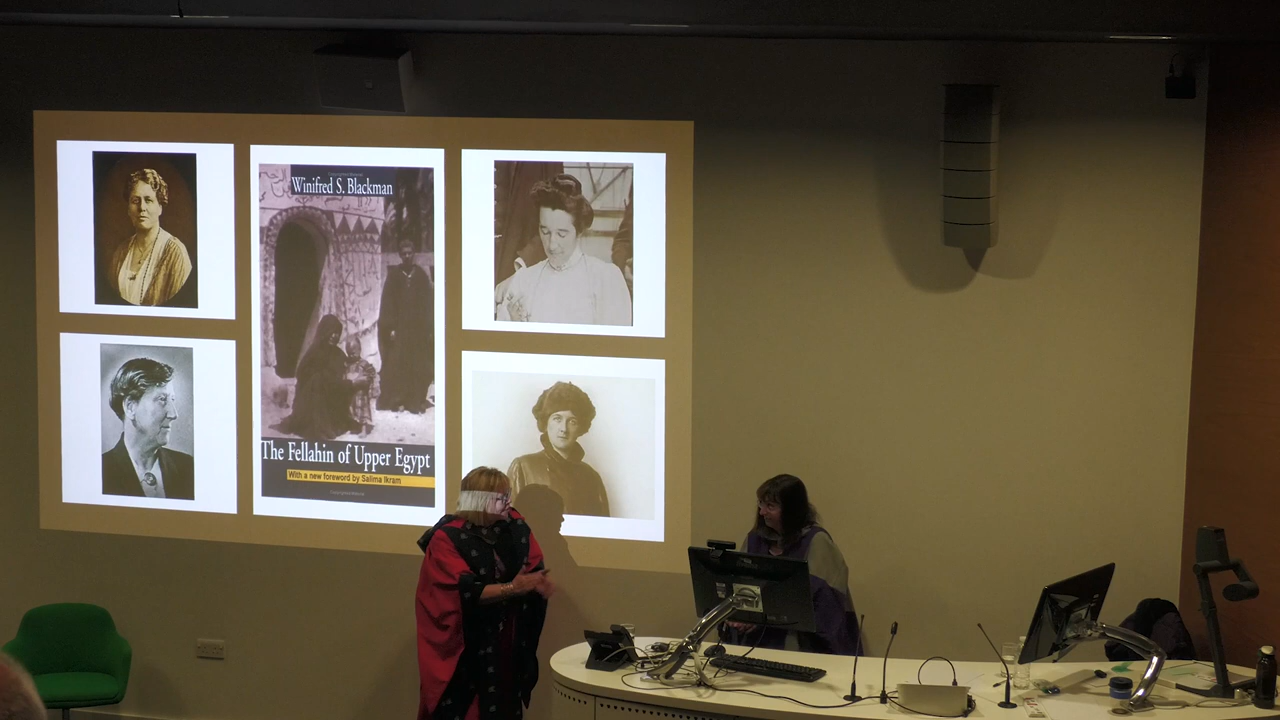 Winifred S. Blackman
The Fellahin of Upper Egypt
With a new foreword by Salima Ikram